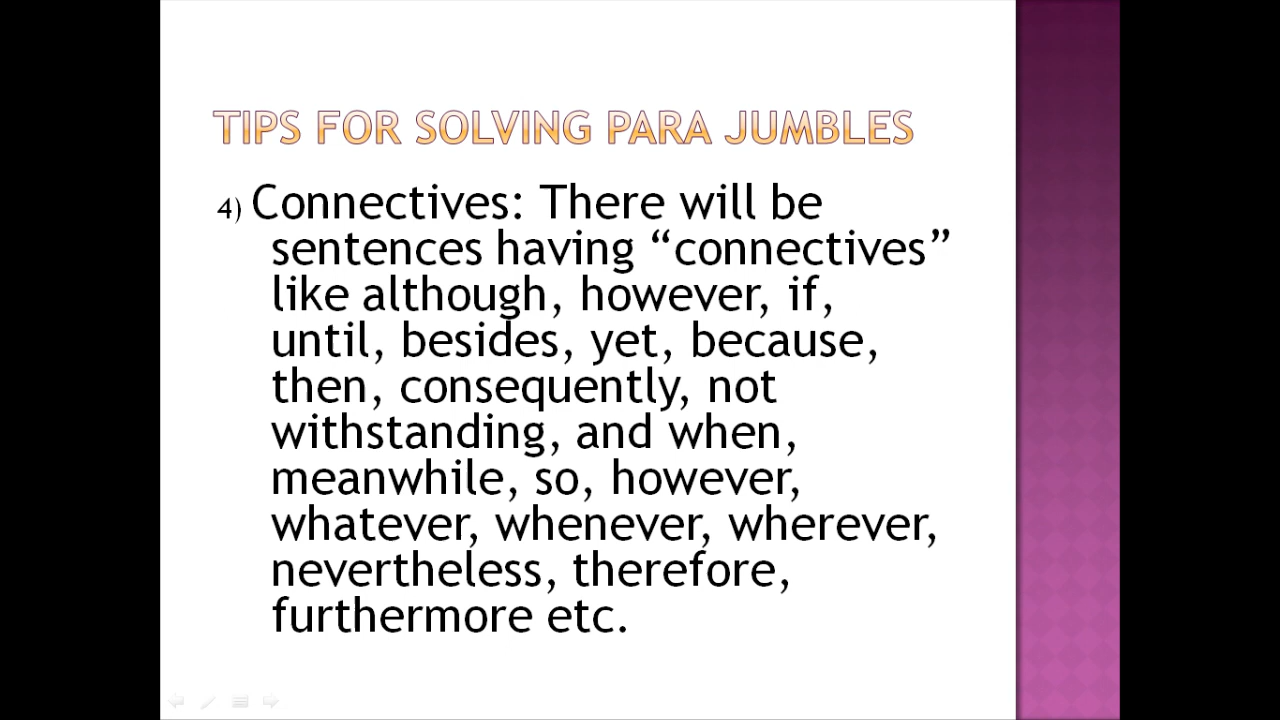 TIPS FOR SOLVING PARA JUMBLES
4) Connectives: There will be
sentences having “connectives”
like although, however, if,
until, besides, yet, because,
then, consequently, not
withstanding, and when,
meanwhile, so, however,
whatever, whenever, wherever,
nevertheless, therefore,
furthermore etc.